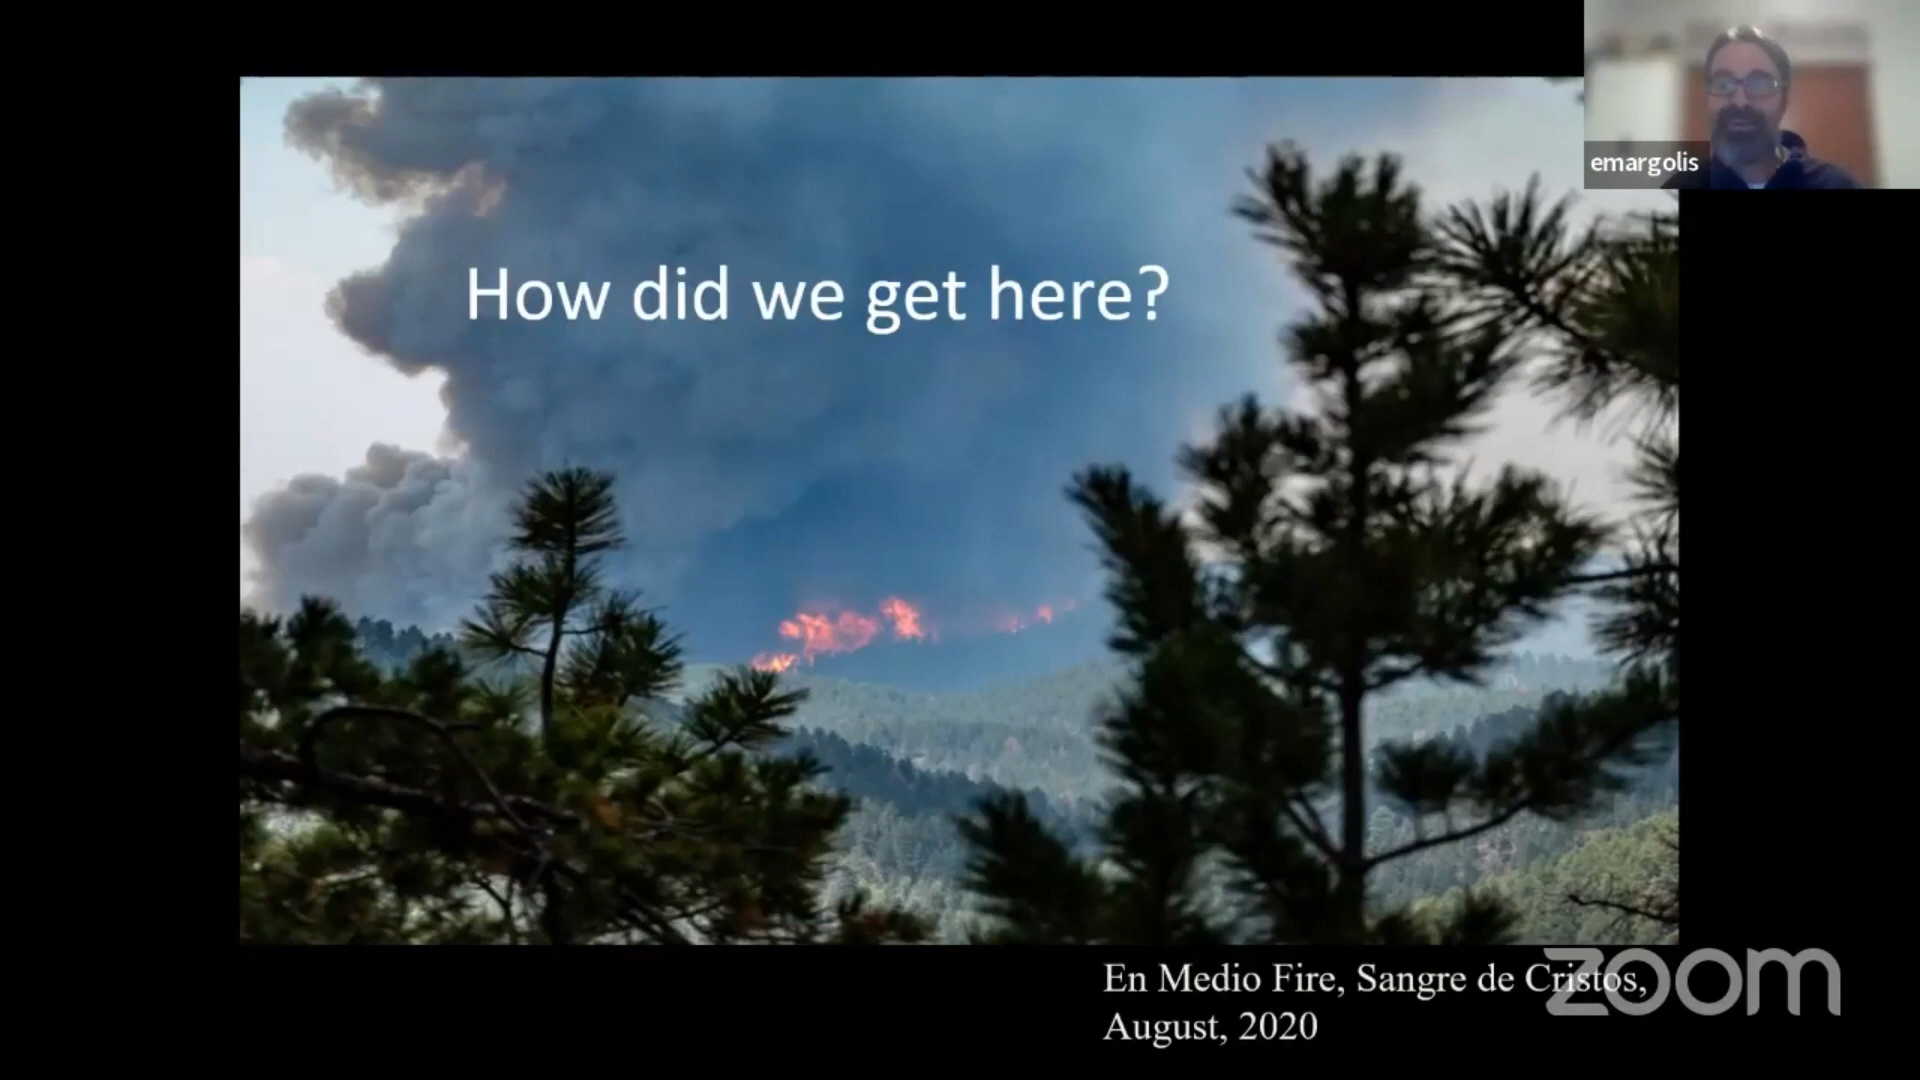 emargolis
How did we get here?
En Medio Fire, Sangre de Cristos,
August, 2020
zoom